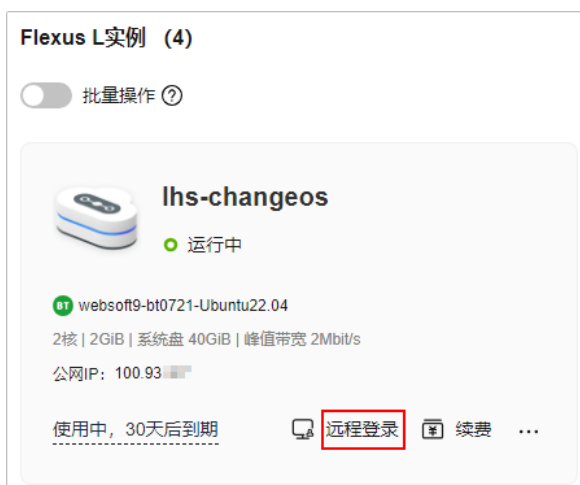 Flexus L实例 (4)
批量操作
lhs-changeos
运行中
BT websoft9-bt0721-Ubuntu22.04
2核 | 2GiB | 系统盘 40GiB | 峰值带宽 2Mbit/s
公网IP：100.93
使用中，30天后到期 远程登录 续费 ...